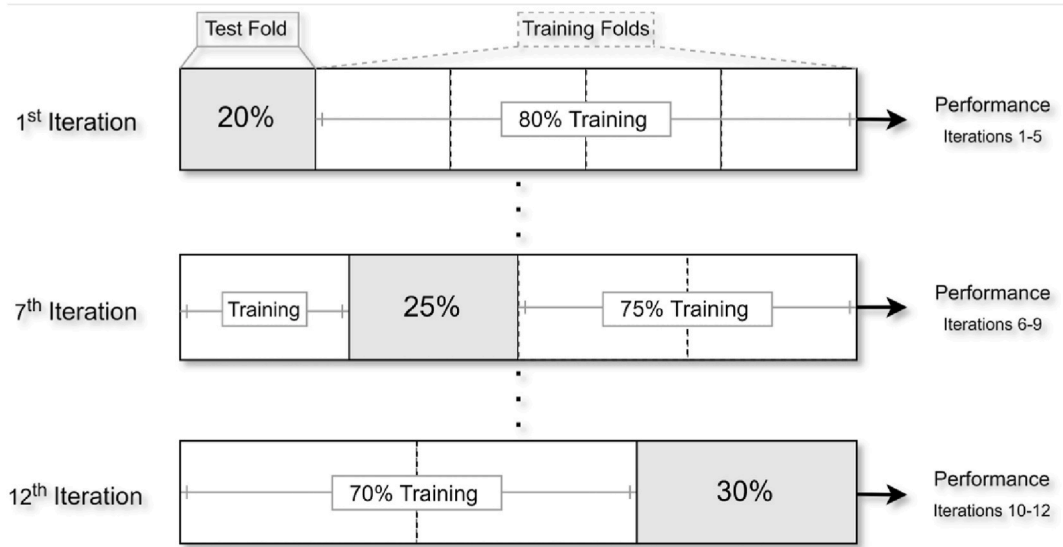 Test Fold
Training Folds
1st Iteration
20%
80% Training
Performance
Iterations 1-5
7th Iteration
Training
25%
75% Training
Performance
Iterations 6-9
12th Iteration
70% Training
30%
Performance
Iterations 10-12